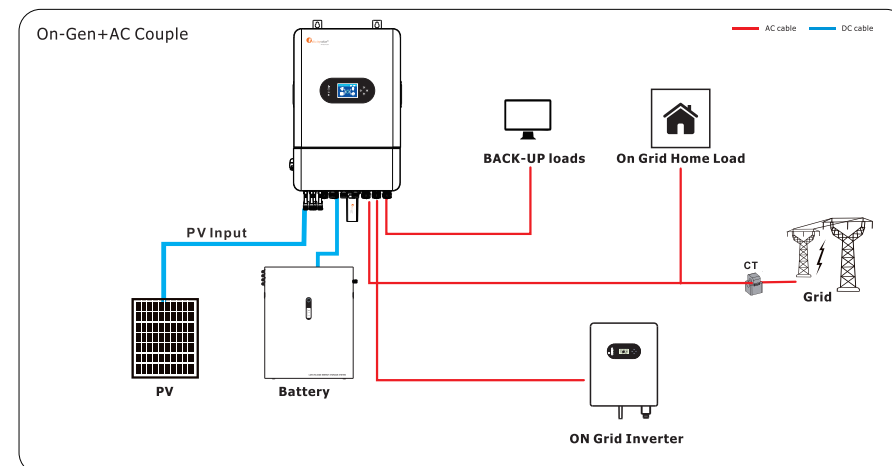 On-Gen+AC Couple
AC cable
DC cable
BACK-UP loads
On Grid Home Load
PV Input
CT
Grid
PV
Battery
ON Grid Inverter